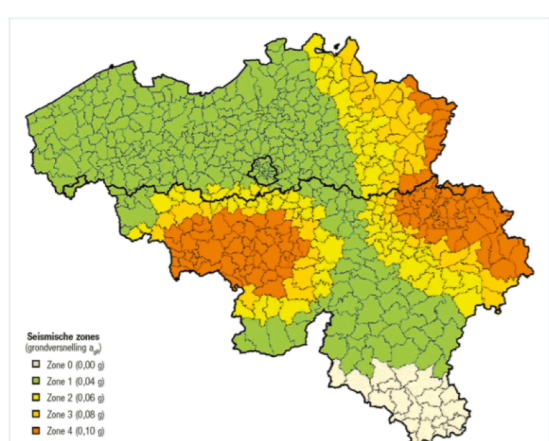 Seismische zones
(grondversnelling a gR)
Zone 0 (0,00 g)
Zone 1 (0,04 g)
Zone 2 (0,06 g)
Zone 3 (0,08 g)
Zone 4 (0,10 g)